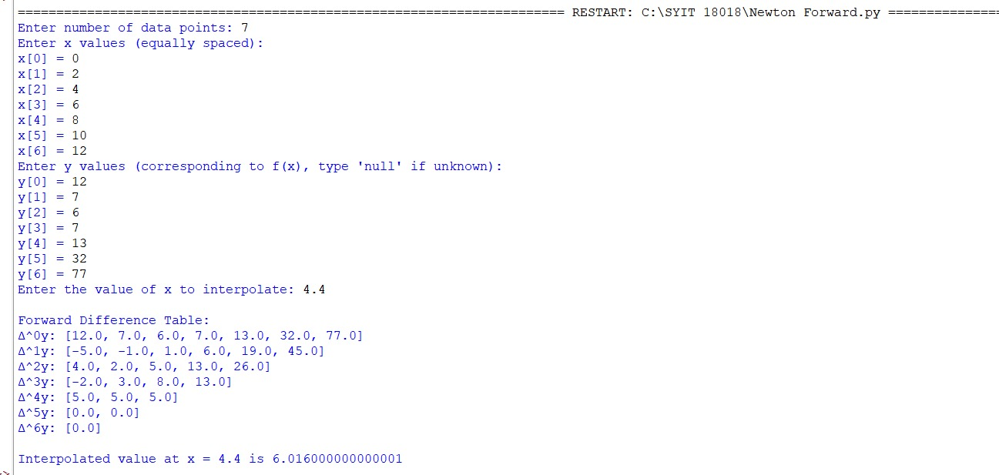 ======================================================================= RESTART: C:\SYIT 18018\Newton Forward.py ===============
Enter number of data points: 7
Enter x values (equally spaced):
x[0] = 0
x[1] = 2
x[2] = 4
x[3] = 6
x[4] = 8
x[5] = 10
x[6] = 12
Enter y values (corresponding to f(x), type 'null' if unknown):
y[0] = 12
y[1] = 7
y[2] = 6
y[3] = 7
y[4] = 13
y[5] = 32
y[6] = 77
Enter the value of x to interpolate: 4.4
Forward Difference Table:
Δ^0y: [12.0, 7.0, 6.0, 7.0, 13.0, 32.0, 77.0]
Δ^1y: [-5.0, -1.0, 1.0, 6.0, 19.0, 45.0]
Δ^2y: [4.0, 2.0, 5.0, 13.0, 26.0]
Δ^3y: [-2.0, 3.0, 8.0, 13.0]
Δ^4y: [5.0, 5.0, 5.0]
Δ^5y: [0.0, 0.0]
Δ^6y: [0.0]
Interpolated value at x = 4.4 is 6.016000000000001